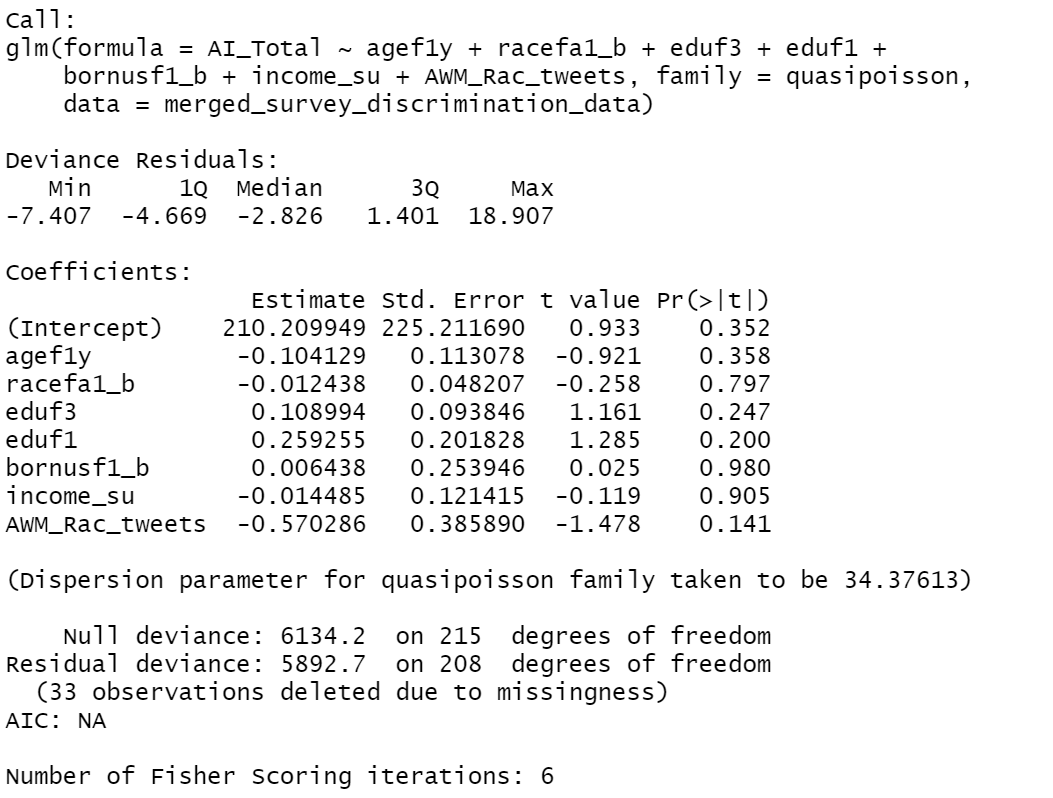 Call:
glm(formula = AI_Total ~ agef1y + racefa1_b + eduf3 + eduf1 +
    bornusf1_b + income_su + AWM_Rac_tweets, family = quasipoisson,
    data = merged_survey_discrimination_data)

Deviance Residuals:
   Min      1Q  Median      3Q     Max
-7.407  -4.669  -2.826   1.401  18.907

Coefficients:
                 Estimate Std. Error t value Pr(>|t|)
(Intercept)    210.209949 225.211690   0.933    0.352
agef1y          -0.104129   0.113078  -0.921    0.358
racefa1_b       -0.012438   0.048207  -0.258    0.797
eduf3            0.108994   0.093846   1.161    0.247
eduf1            0.259255   0.201828   1.285    0.200
bornusf1_b       0.006438   0.253946   0.025    0.980
income_su       -0.014485   0.121415  -0.119    0.905
AWM_Rac_tweets  -0.570286   0.385890  -1.478    0.141

(Dispersion parameter for quasipoisson family taken to be 34.37613)

    Null deviance: 6134.2  on 215  degrees of freedom
Residual deviance: 5892.7  on 208  degrees of freedom
  (33 observations deleted due to missingness)
AIC: NA

Number of Fisher Scoring iterations: 6